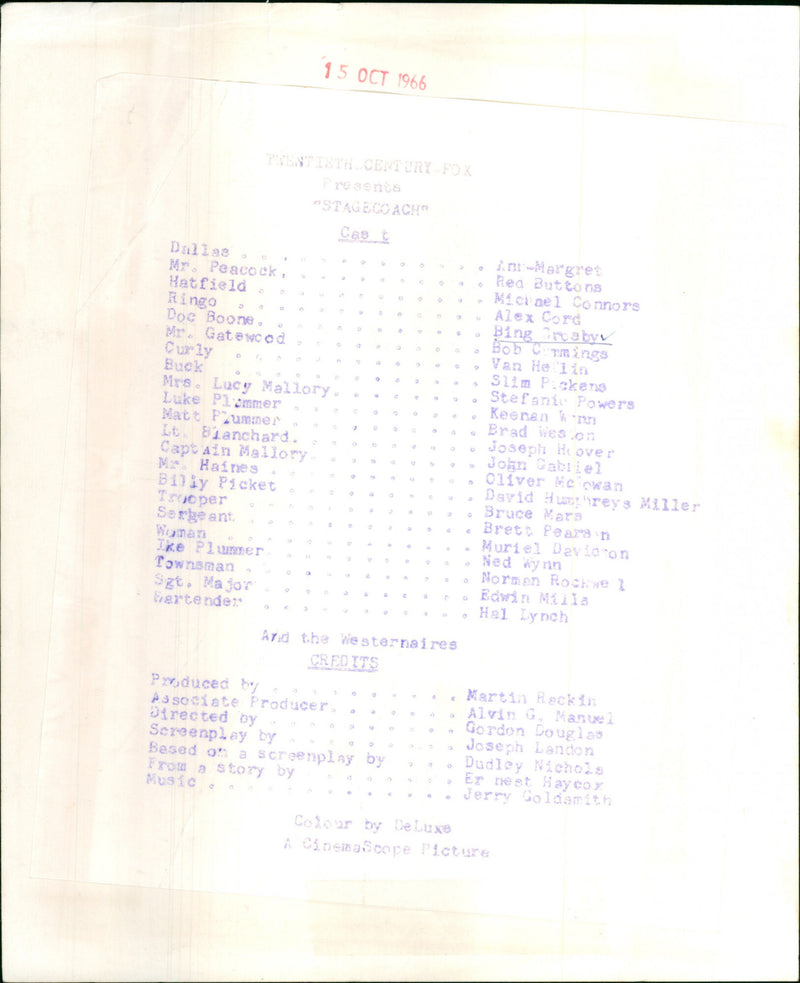 15 OCT 1966
TWENTIETH CENTURY FOX
Presents
"STAGECOACH"
Cas t
Dallas . . . . . . . . . . . . Ann-Margret
Mr. Peacock. . . . . . . . . . Red Buttons
Hatfield . . . . . . . . . . . Michael Connors
Ringo . . . . . . . . . . . . Alex Cord
Doc Boone. . . . . . . . . . . Bing Crosby ✓
Mr. Gatewood . . . . . . . . . Bob Cummings
Curly . . . . . . . . . . . . Van Heflin
Buck . . . . . . . . . . . . Slim Pickens
Mrs. Lucy Mallory. . . . . . . Stefanie Powers
Luke Plummer . . . . . . . . . Keenan Wynn
Matt Plummer . . . . . . . . . Brad Weston
Lt. Blanchard. . . . . . . . . Joseph Hoover
Captain Mallory. . . . . . . . John Gabriel
Mr. Haines . . . . . . . . . . Oliver McGowan
Billy Picket . . . . . . . . . David Humphreys Miller
Trooper . . . . . . . . . . . Bruce Mars
Sergeant . . . . . . . . . . . Brett Pearson
Woman . . . . . . . . . . . . Muriel Davidson
Ike Plummer. . . . . . . . . . Ned Wynn
Townsman . . . . . . . . . . . Norman Rockwell
Sgt. Major . . . . . . . . . . Edwin Mills
Bartender . . . . . . . . . . Hal Lynch
And the Westernaires
CREDITS
Produced by . . . . . . . . . . Martin Rackin
Associate Producer. . . . . . . Alvin G. Manuel
Directed by . . . . . . . . . . Gordon Douglas
Screenplay by . . . . . . . . . Joseph Landon
Based on a screenplay by . . . Dudley Nichols
From a story by . . . . . . . Er nest Haycox
Music . . . . . . . . . . . . . Jerry Goldsmith
Colour by DeLuxe
A CinemaScope Picture